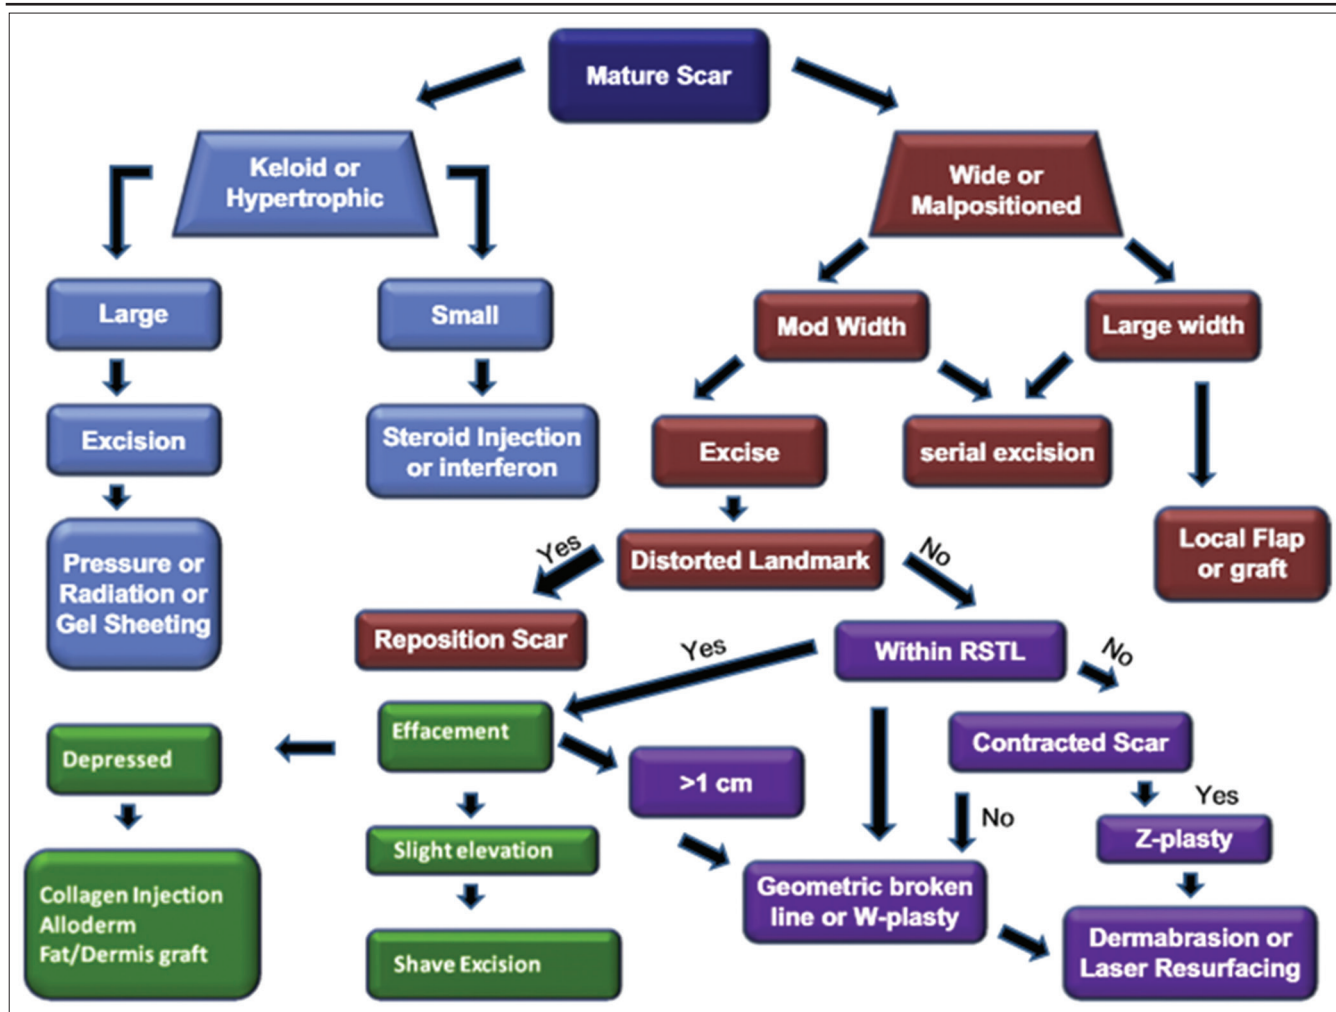 Mature Scar
Keloid or
Hypertrophic
Wide or
Malpositioned
Large
Small
Mod Width
Large width
Excision
Steroid Injection
or interferon
Excise
serial excision
Pressure or
Radiation or
Gel Sheeting
Yes
Distorted Landmark
No
Local Flap
or graft
Reposition Scar
Yes
Within RSTL
No
Depressed
Effacement
>1 cm
Contracted Scar
No
Yes
Slight elevation
Z-plasty
Collagen Injection
Alloderm
Fat/Dermis graft
Shave Excision
Geometric broken
line or W-plasty
Dermabrasion or
Laser Resurfacing